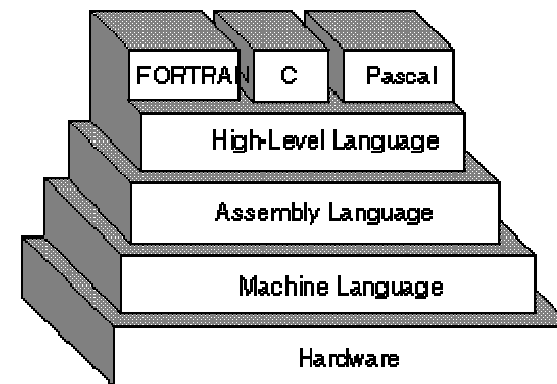 FORTRAN C Pascal
High-Level Language
Assembly Language
Machine Language
Hardware